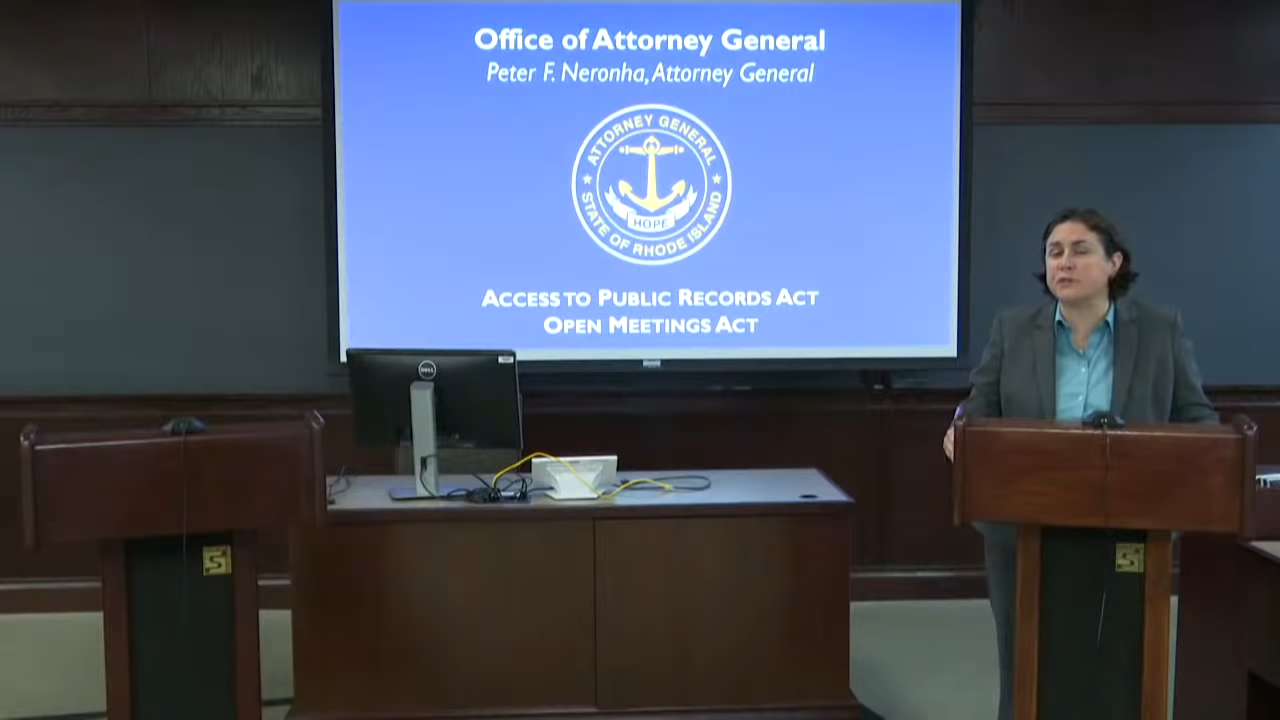 Office of Attorney General
Peter F. Neronha, Attorney General
ATTORNEY GENERAL
STATE OF RHODE ISLAND
HOPE
ACCESS TO PUBLIC RECORDS ACT
OPEN MEETINGS ACT
DELL
S
S